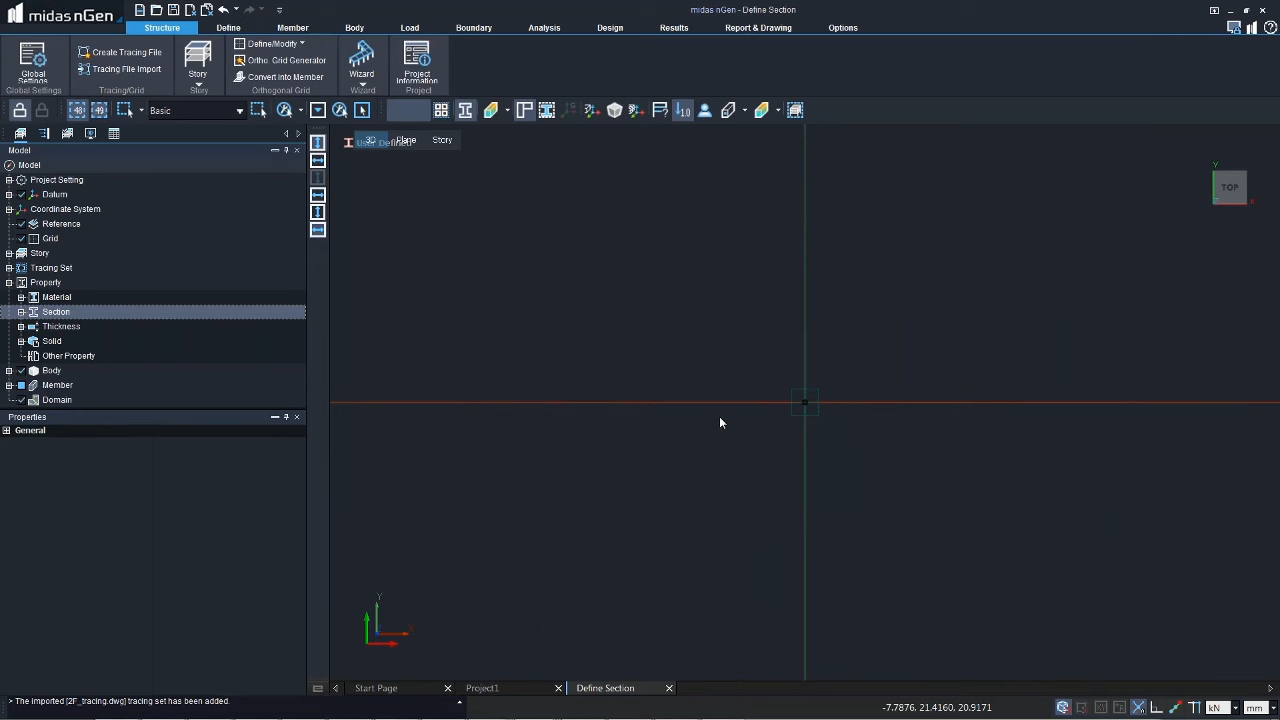 midas nGen
midas nGen - Define Section
Structure Define Member Body Load Boundary Analysis Design Results Report & Drawing Options
Global Settings
Create Tracing File
Tracing File Import
Story
Define/Modify
Ortho. Grid Generator
Convert into Member
Wizard
Project Information
Global Settings Tracing/Grid Story Orthogonal Grid Wizard Project
Basic
3D Plane Story
User Defined
Model
Model
Project Setting
Datum
Coordinate System
Reference
Grid
Story
Tracing Set
Property
Material
Section
Thickness
Solid
Other Property
Body
Member
Domain
Properties
General
Y
TOP
X
Y
X
Start Page Project1 Define Section
> The imported [2F_tracing.dwg] tracing set has been added.
-7.7876, 21.4160, 20.9171 kN mm